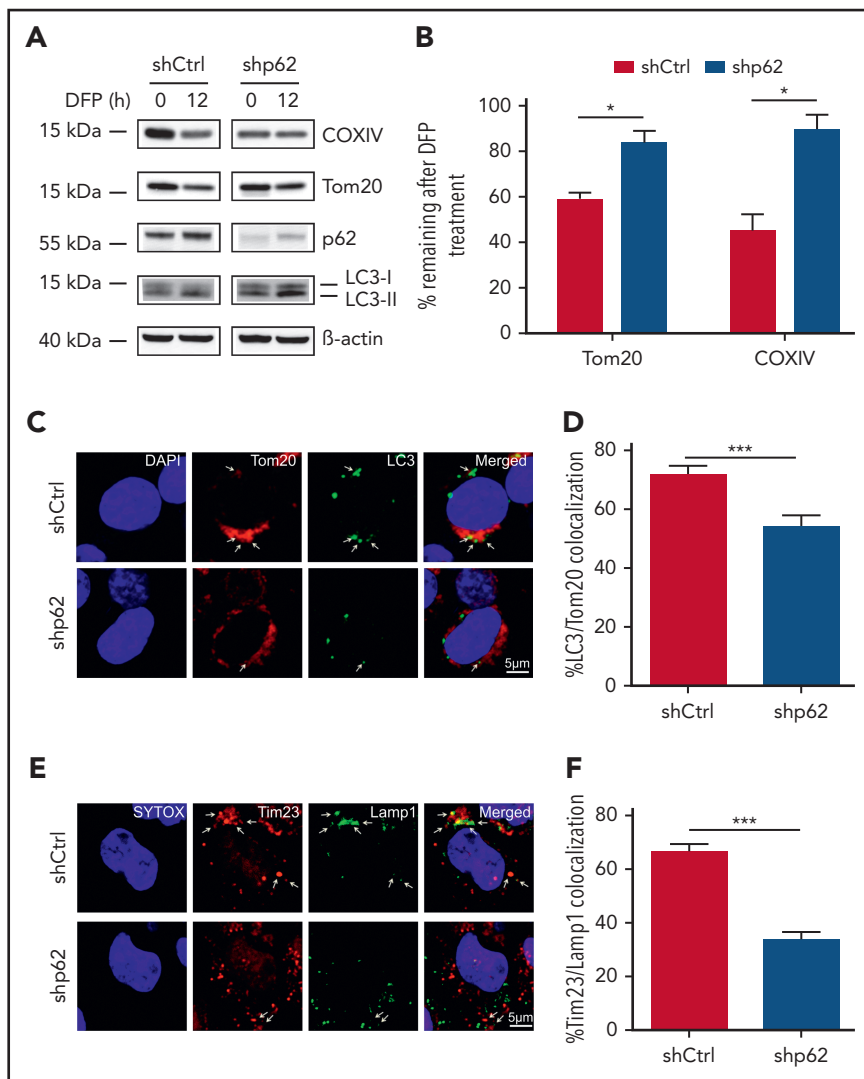 A
shCtrl shp62
DFP (h) 0 12 0 12
15 kDa COXIV
15 kDa Tom20
55 kDa p62
15 kDa LC3-I
LC3-II
40 kDa ß-actin
B
shCtrl shp62
% remaining after DFP
treatment
100
80
60
40
20
0
* *
Tom20 COXIV
C
DAPI Tom20 LC3 Merged
shCtrl
shp62
5µm
D
%LC3/Tom20 colocalization
80
60
40
20
0
***
shCtrl shp62
E
SYTOX Tim23 Lamp1 Merged
shCtrl
shp62
5µm
F
%Tim23/Lamp1 colocalization
80
60
40
20
0
***
shCtrl shp62